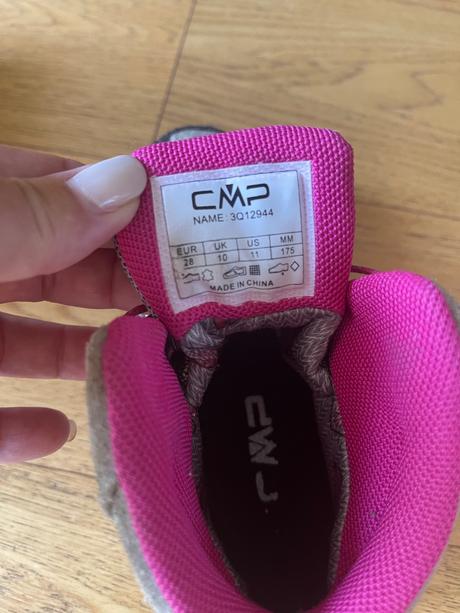 CMP
NAME: 3Q12944
EUR UK US MM
28 10 11 175
MADE IN CHINA
CMP